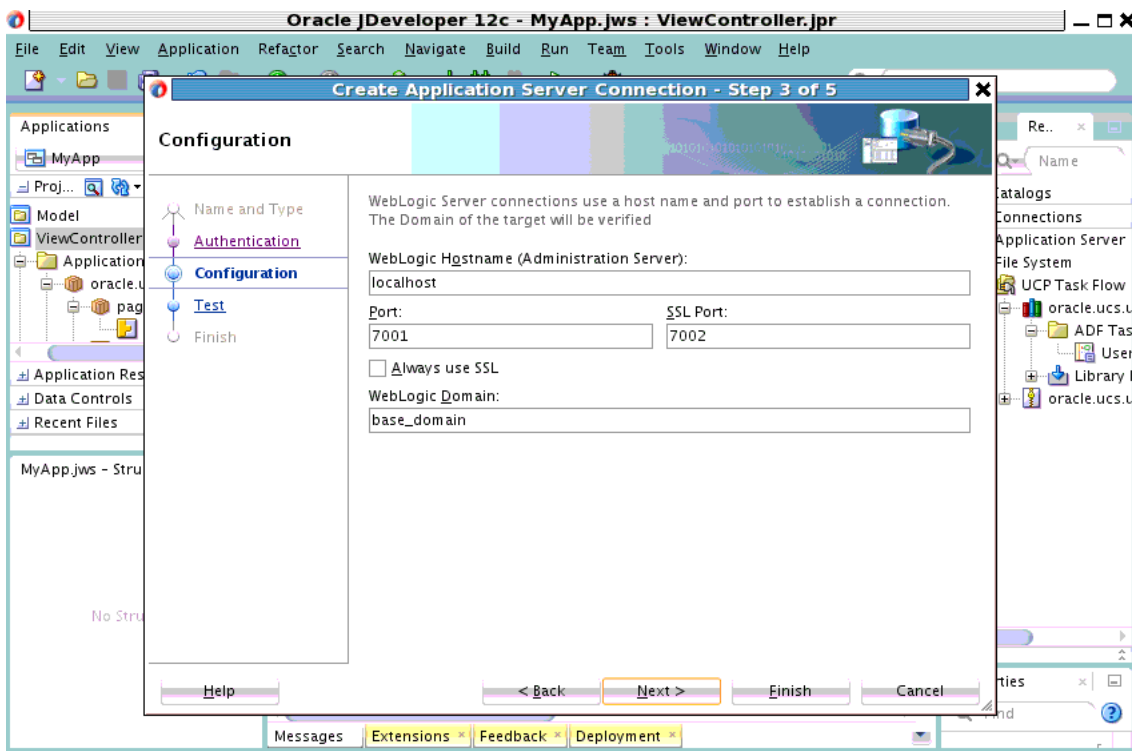 Oracle JDeveloper 12c - MyApp.jws : ViewController.jpr
File Edit View Application Refactor Search Navigate Build Run Team Tools Window Help
Create Application Server Connection - Step 3 of 5
Applications
MyApp
Proj...
Model
ViewController
Application
oracle.u
pag
Application Res
Data Controls
Recent Files
MyApp.jws - Stru
No Stru
Configuration
Name and Type
Authentication
Configuration
Test
Finish
WebLogic Server connections use a host name and port to establish a connection.
The Domain of the target will be verified
WebLogic Hostname (Administration Server):
localhost
Port: SSL Port:
7001 7002
Always use SSL
WebLogic Domain:
base_domain
Help < Back Next > Finish Cancel
Re..
Name
Catalogs
Connections
Application Server
File System
UCP Task Flow
oracle.ucs.u
ADF Tas
User
Library
oracle.ucs.u
rties
Find
Messages Extensions Feedback Deployment